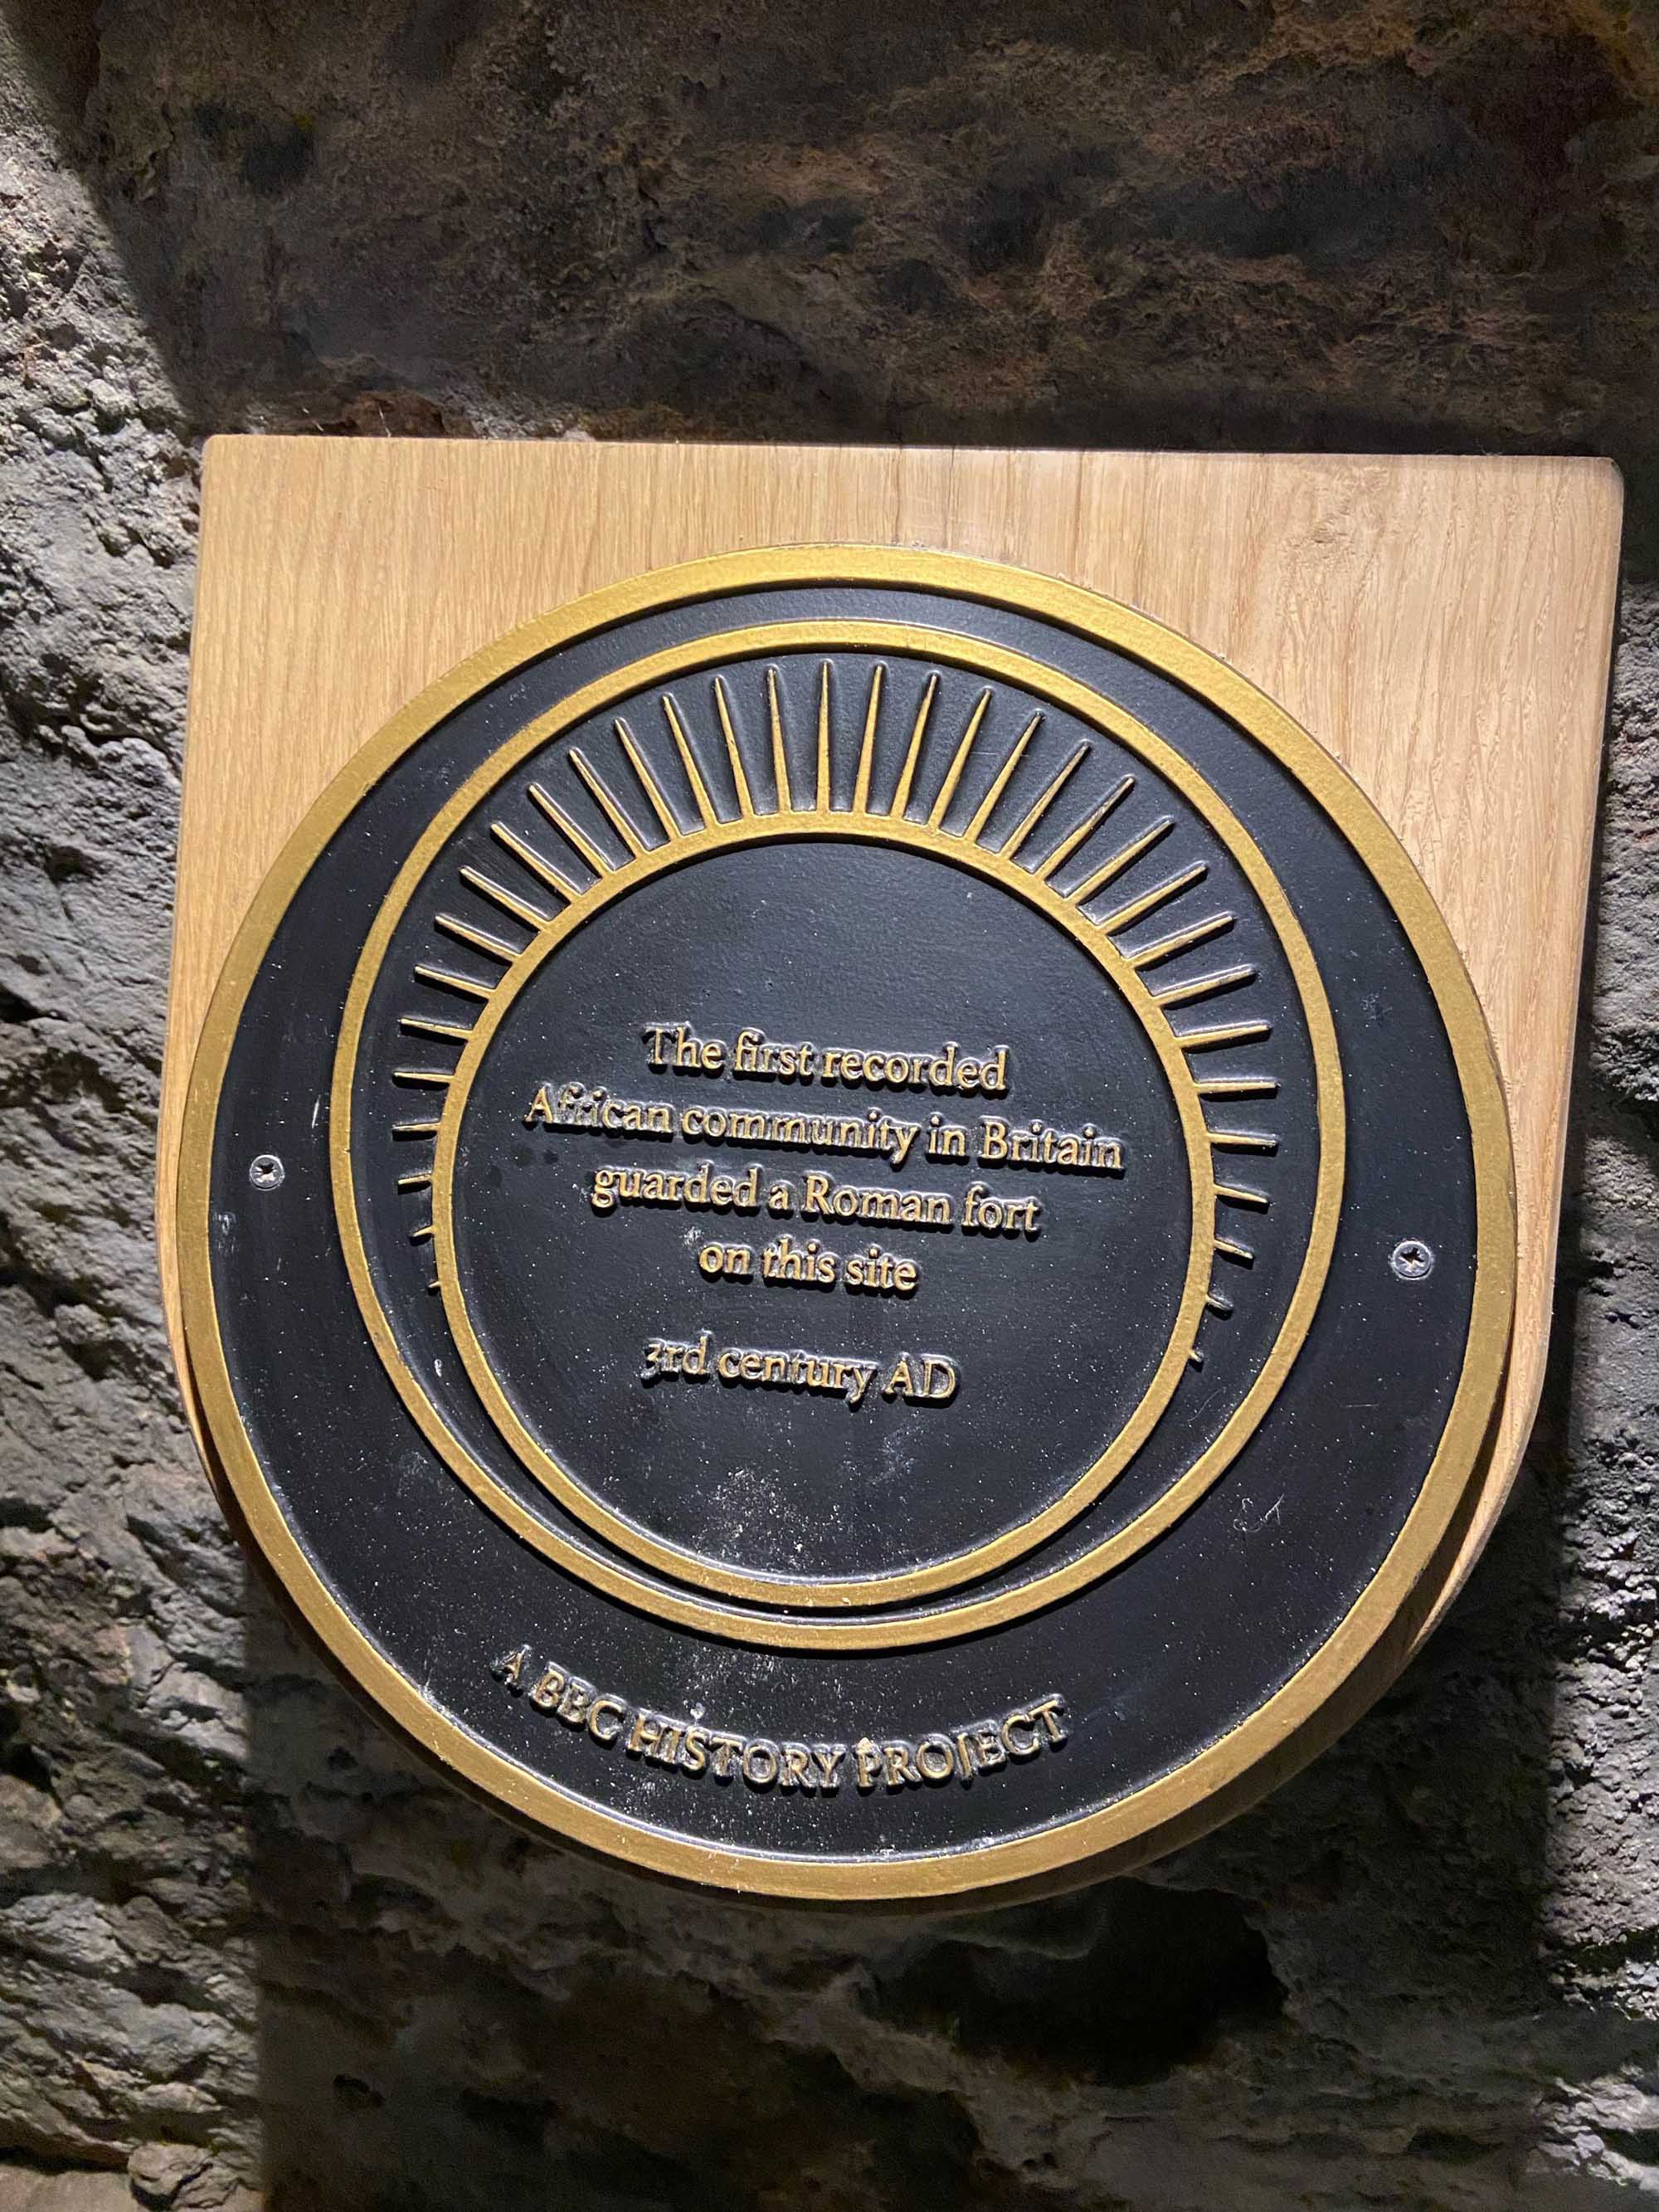 The first recorded
African community in Britain
guarded a Roman fort
on this site
3rd century AD
A BBC HISTORY PROJECT